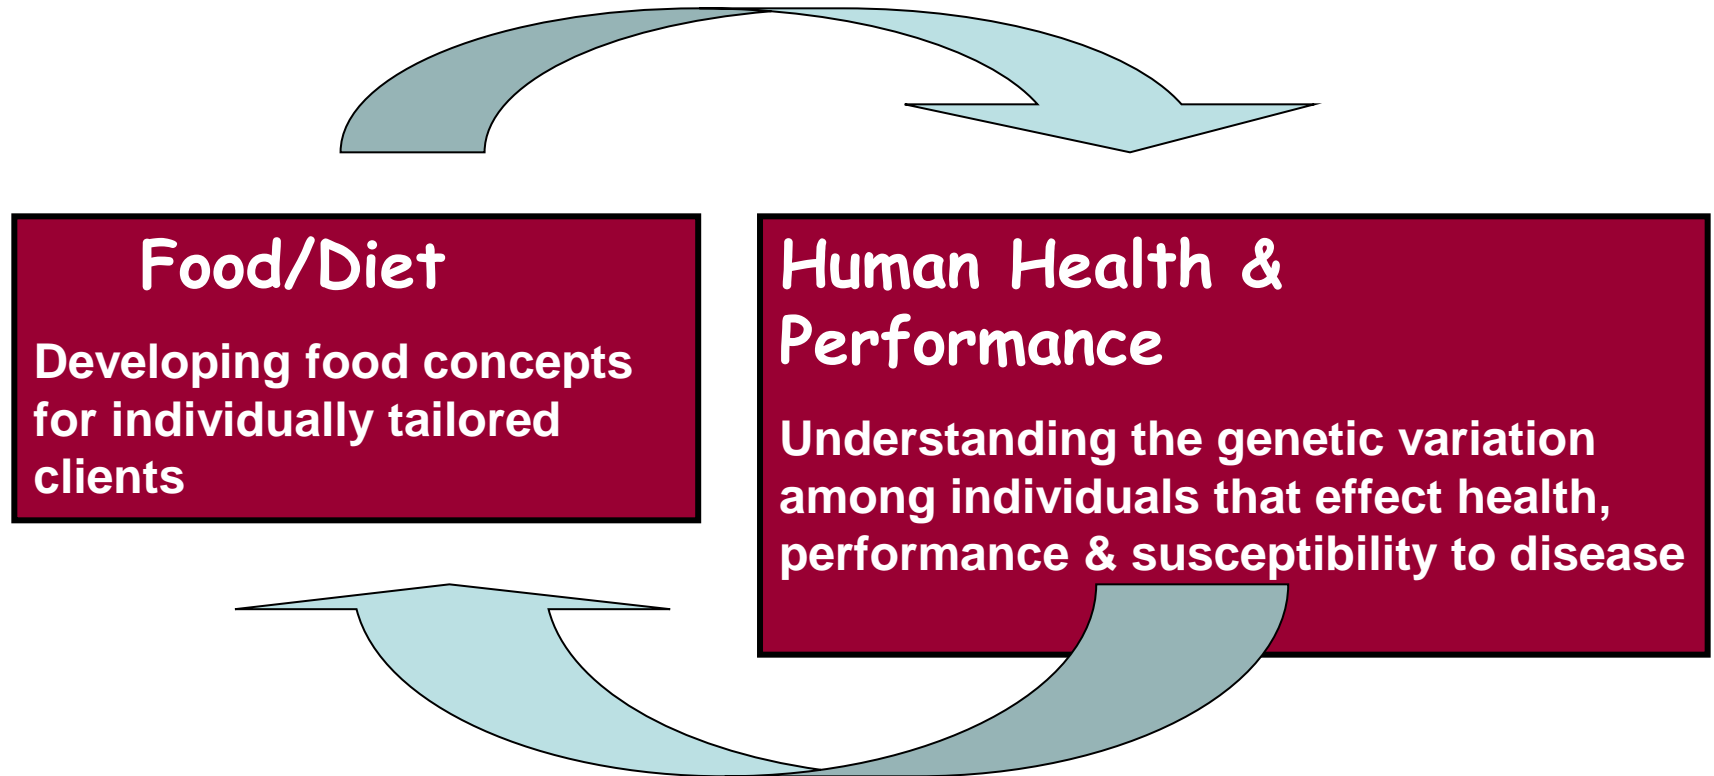 Food/Diet
Developing food concepts
for individually tailored
clients
Human Health &
Performance
Understanding the genetic variation
among individuals that effect health,
performance & susceptibility to disease